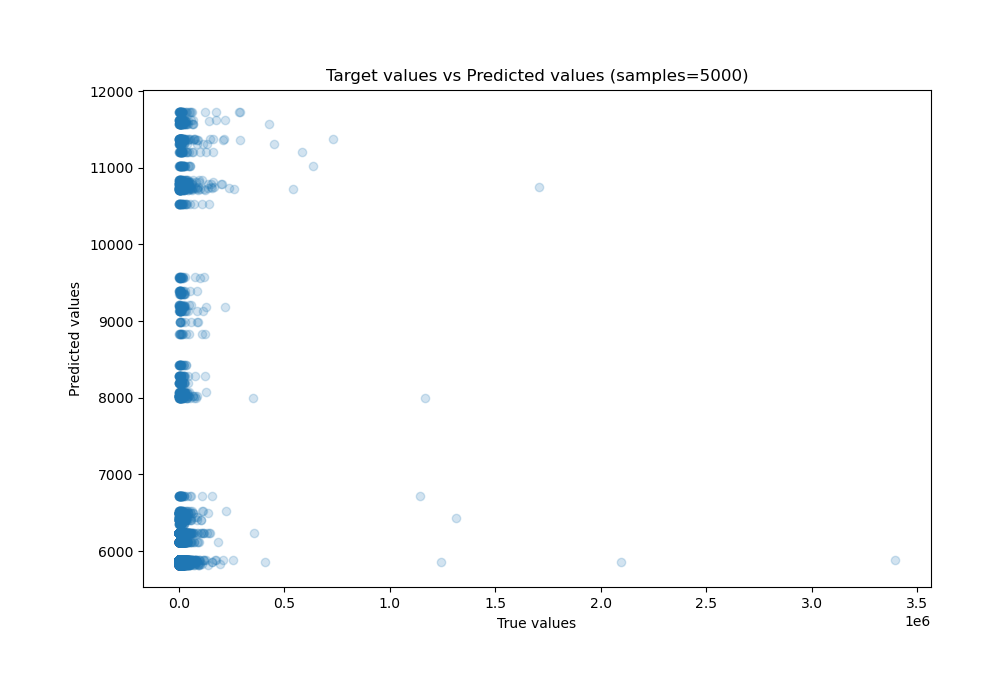 Target values vs Predicted values (samples=5000)
12000
11000
10000
9000
8000
7000
6000
Predicted values
0.0 0.5 1.0 1.5 2.0 2.5 3.0 3.5
1e6
True values